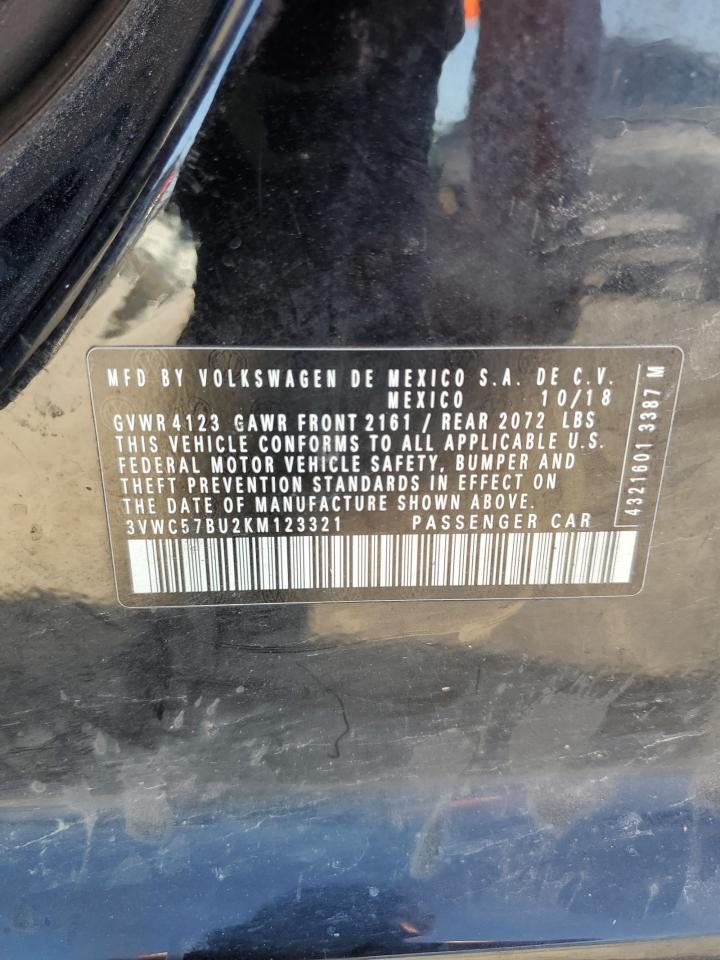 MFD BY VOLKSWAGEN DE MEXICO S.A. DE C.V.
MEXICO 10/18
GVWR 4123 GAWR FRONT 2161 / REAR 2072 LBS
THIS VEHICLE CONFORMS TO ALL APPLICABLE U.S.
FEDERAL MOTOR VEHICLE SAFETY, BUMPER AND
THEFT PREVENTION STANDARDS IN EFFECT ON
THE DATE OF MANUFACTURE SHOWN ABOVE.
3VWC57BU2KM123321 PASSENGER CAR
4321601 3387 M